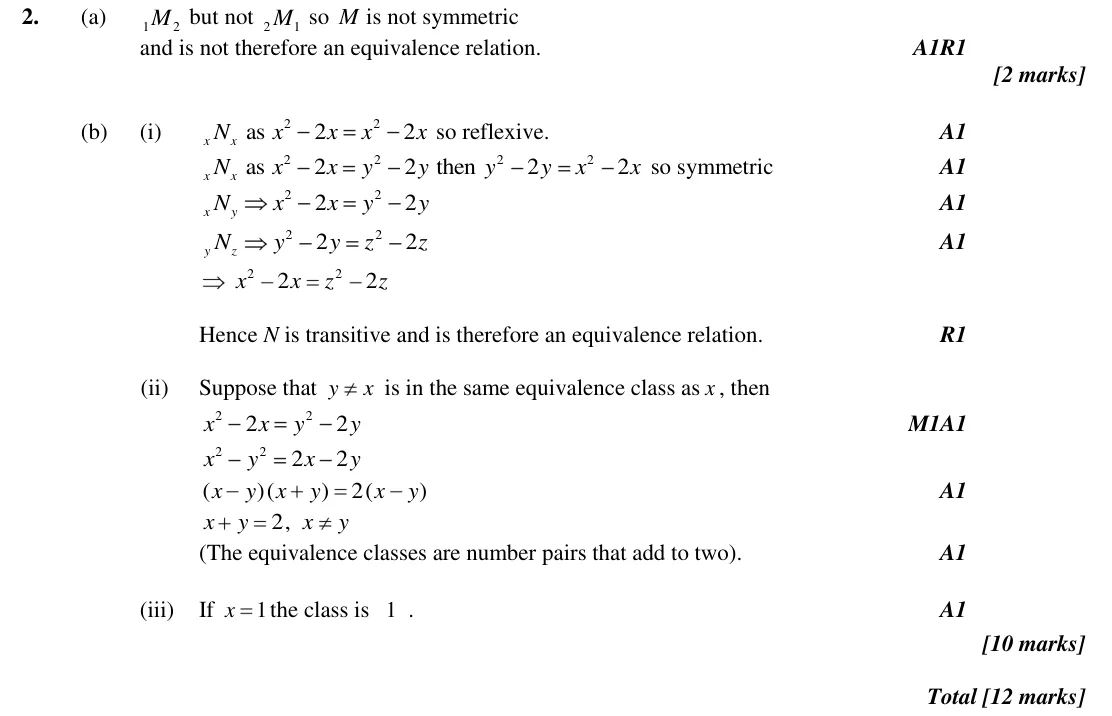 2. (a) ₁M₂ but not ₂M₁ so M is not symmetric
and is not therefore an equivalence relation. A1R1
[2 marks]
(b) (i) ₓNₓ as x² − 2x = x² − 2x so reflexive. A1
ₓNₓ as x² − 2x = y² − 2y then y² − 2y = x² − 2x so symmetric A1
ₓN_y ⇒ x² − 2x = y² − 2y A1
_yN_z ⇒ y² − 2y = z² − 2z A1
⇒ x² − 2x = z² − 2z
Hence N is transitive and is therefore an equivalence relation. R1
(ii) Suppose that y ≠ x is in the same equivalence class as x, then
x² − 2x = y² − 2y M1A1
x² − y² = 2x − 2y
(x − y)(x + y) = 2(x − y) A1
x + y = 2, x ≠ y
(The equivalence classes are number pairs that add to two). A1
(iii) If x = 1 the class is 1 . A1
[10 marks]
Total [12 marks]